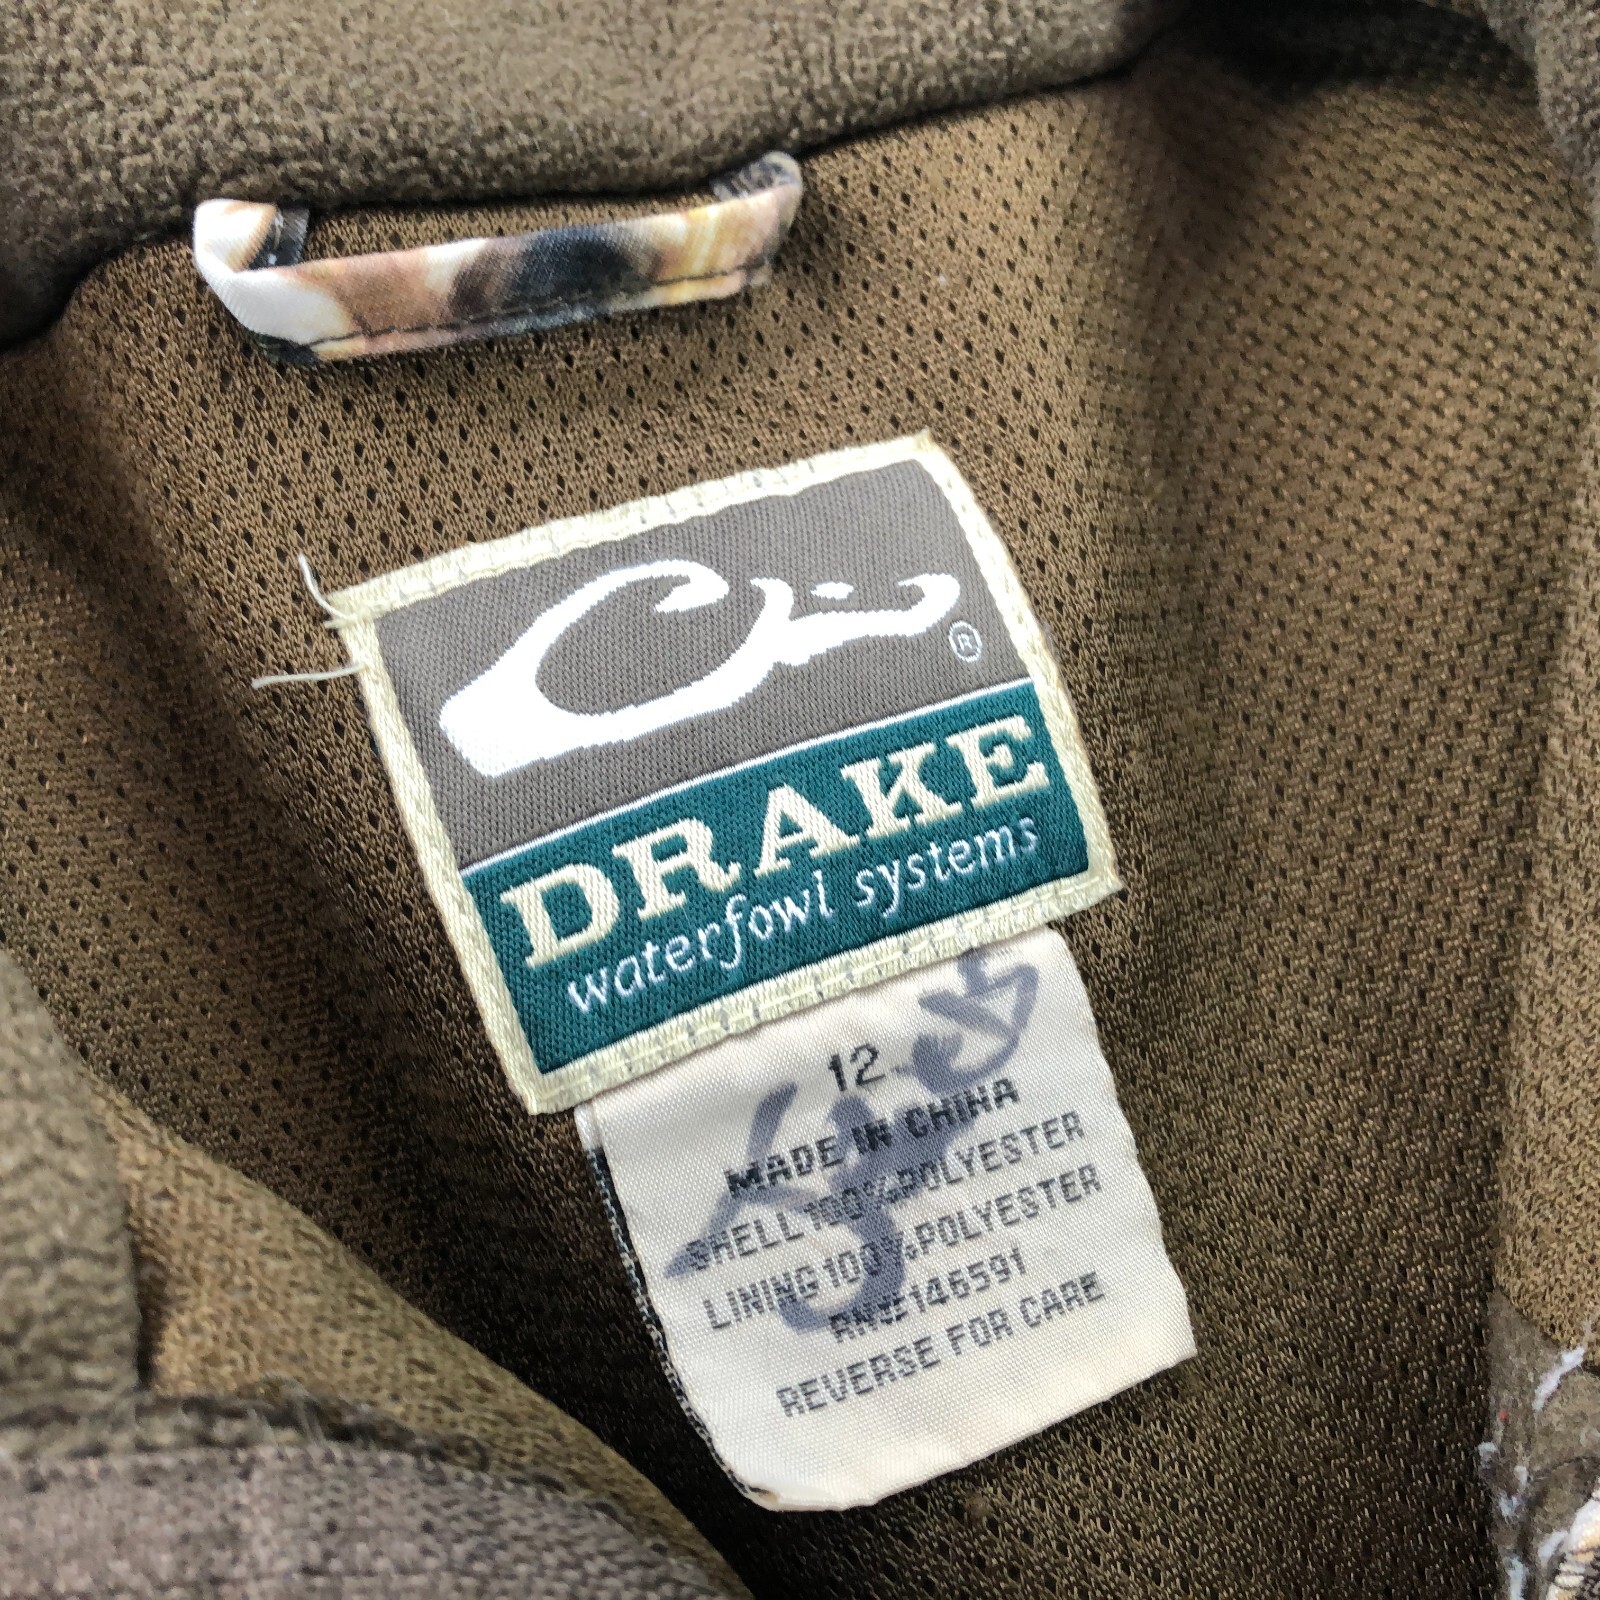 ®
DRAKE
waterfowl systems
12
MADE IN CHINA
SHELL 100%POLYESTER
LINING 100%POLYESTER
RN#146591
REVERSE FOR CARE